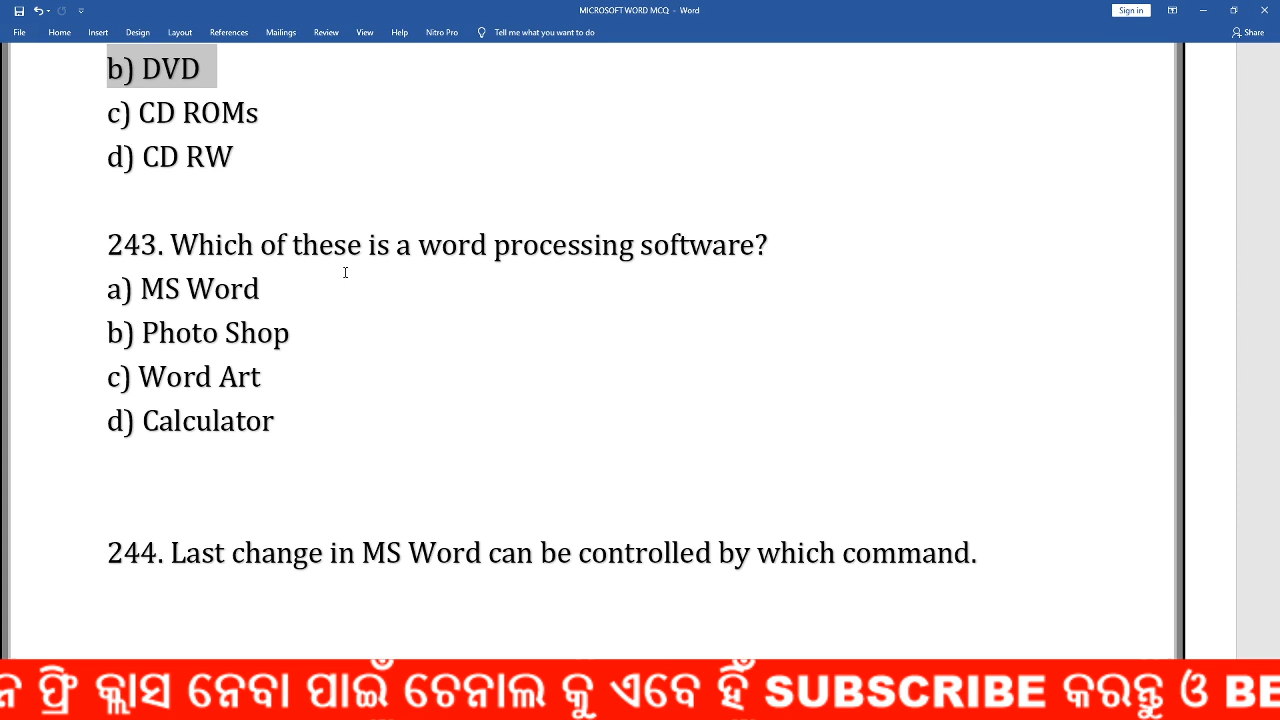 MICROSOFT WORD MCQ - Word
Sign in
File Home Insert Design Layout References Mailings Review View Help Nitro Pro Tell me what you want to do Share
b) DVD
c) CD ROMs
d) CD RW
243. Which of these is a word processing software?
a) MS Word
b) Photo Shop
c) Word Art
d) Calculator
244. Last change in MS Word can be controlled by which command.
ନ ଫ୍ରି କ୍ଲାସ ନେବା ପାଇଁ ଚେନାଲ କୁ ଏବେ ହିଁ SUBSCRIBE କରନ୍ତୁ ଓ BE